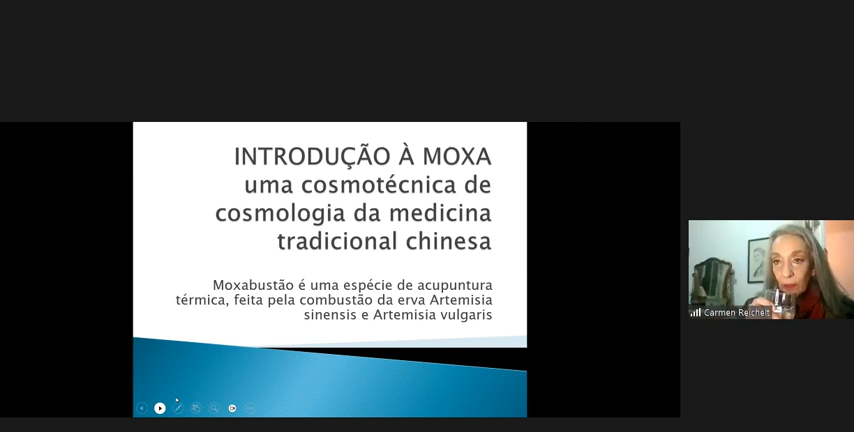 INTRODUÇÃO À MOXA
uma cosmotécnica de
cosmologia da medicina
tradicional chinesa
Moxabustão é uma espécie de acupuntura
térmica, feita pela combustão da erva Artemisia
sinensis e Artemisia vulgaris
Carmen Reichelt